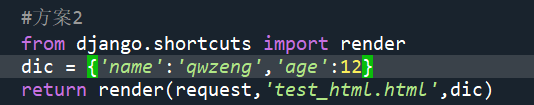 #方案2
from django.shortcuts import render
dic = {'name':'qwzeng','age':12}
return render(request,'test_html.html',dic)